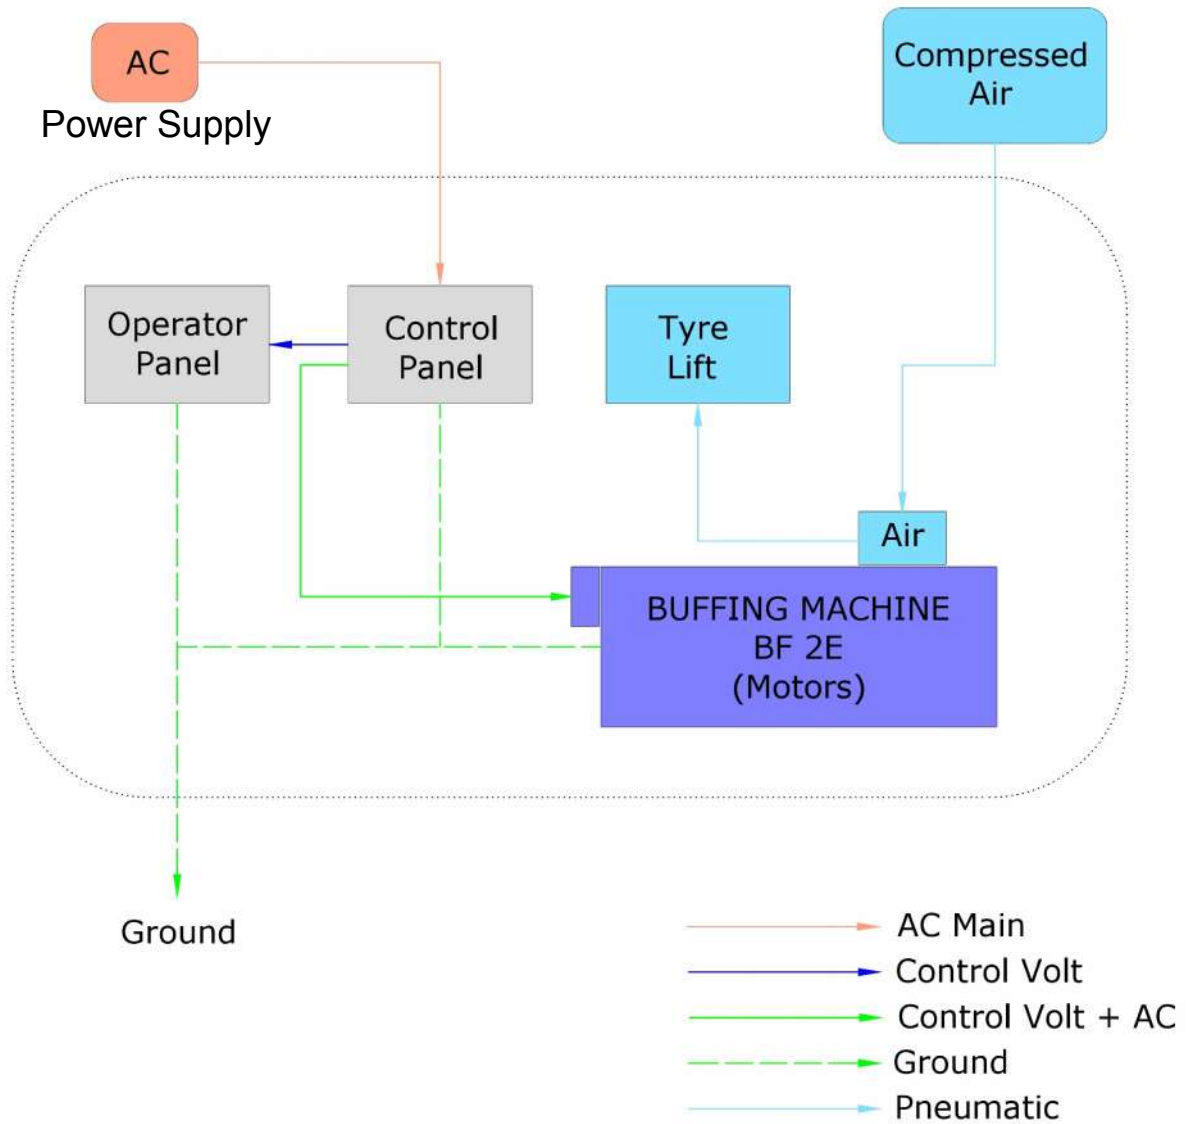 AC
Power Supply
Compressed
Air
Operator
Panel
Control
Panel
Tyre
Lift
Air
BUFFING MACHINE
BF 2E
(Motors)
Ground
AC Main
Control Volt
Control Volt + AC
Ground
Pneumatic